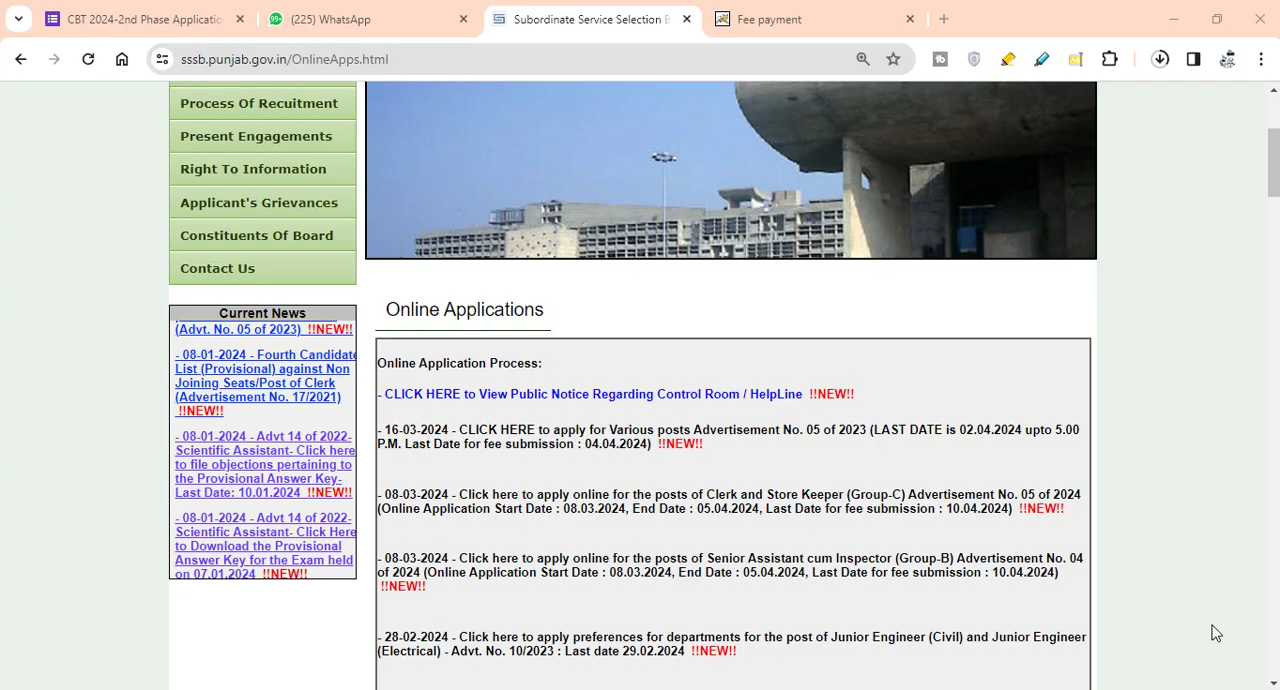 CBT 2024-2nd Phase Applicatio
(225) WhatsApp
Subordinate Service Selection B
Fee payment
sssb.punjab.gov.in/OnlineApps.html
Process Of Recuitment
Present Engagements
Right To Information
Applicant's Grievances
Constituents Of Board
Contact Us
Current News
(Advt. No. 05 of 2023) !!NEW!!
- 08-01-2024 - Fourth Candidate
List (Provisional) against Non
Joining Seats/Post of Clerk
(Advertisement No. 17/2021)
!!NEW!!
- 08-01-2024 - Advt 14 of 2022-
Scientific Assistant- Click here
to file objections pertaining to
the Provisional Answer Key-
Last Date: 10.01.2024 !!NEW!!
- 08-01-2024 - Advt 14 of 2022-
Scientific Assistant- Click Here
to Download the Provisional
Answer Key for the Exam held
on 07.01.2024 !!NEW!!
Online Applications
Online Application Process:
- CLICK HERE to View Public Notice Regarding Control Room / HelpLine !!NEW!!
- 16-03-2024 - CLICK HERE to apply for Various posts Advertisement No. 05 of 2023 (LAST DATE is 02.04.2024 upto 5.00
P.M. Last Date for fee submission : 04.04.2024) !!NEW!!
- 08-03-2024 - Click here to apply online for the posts of Clerk and Store Keeper (Group-C) Advertisement No. 05 of 2024
(Online Application Start Date : 08.03.2024, End Date : 05.04.2024, Last Date for fee submission : 10.04.2024) !!NEW!!
- 08-03-2024 - Click here to apply online for the posts of Senior Assistant cum Inspector (Group-B) Advertisement No. 04
of 2024 (Online Application Start Date : 08.03.2024, End Date : 05.04.2024, Last Date for fee submission : 10.04.2024)
!!NEW!!
- 28-02-2024 - Click here to apply preferences for departments for the post of Junior Engineer (Civil) and Junior Engineer
(Electrical) - Advt. No. 10/2023 : Last date 29.02.2024 !!NEW!!